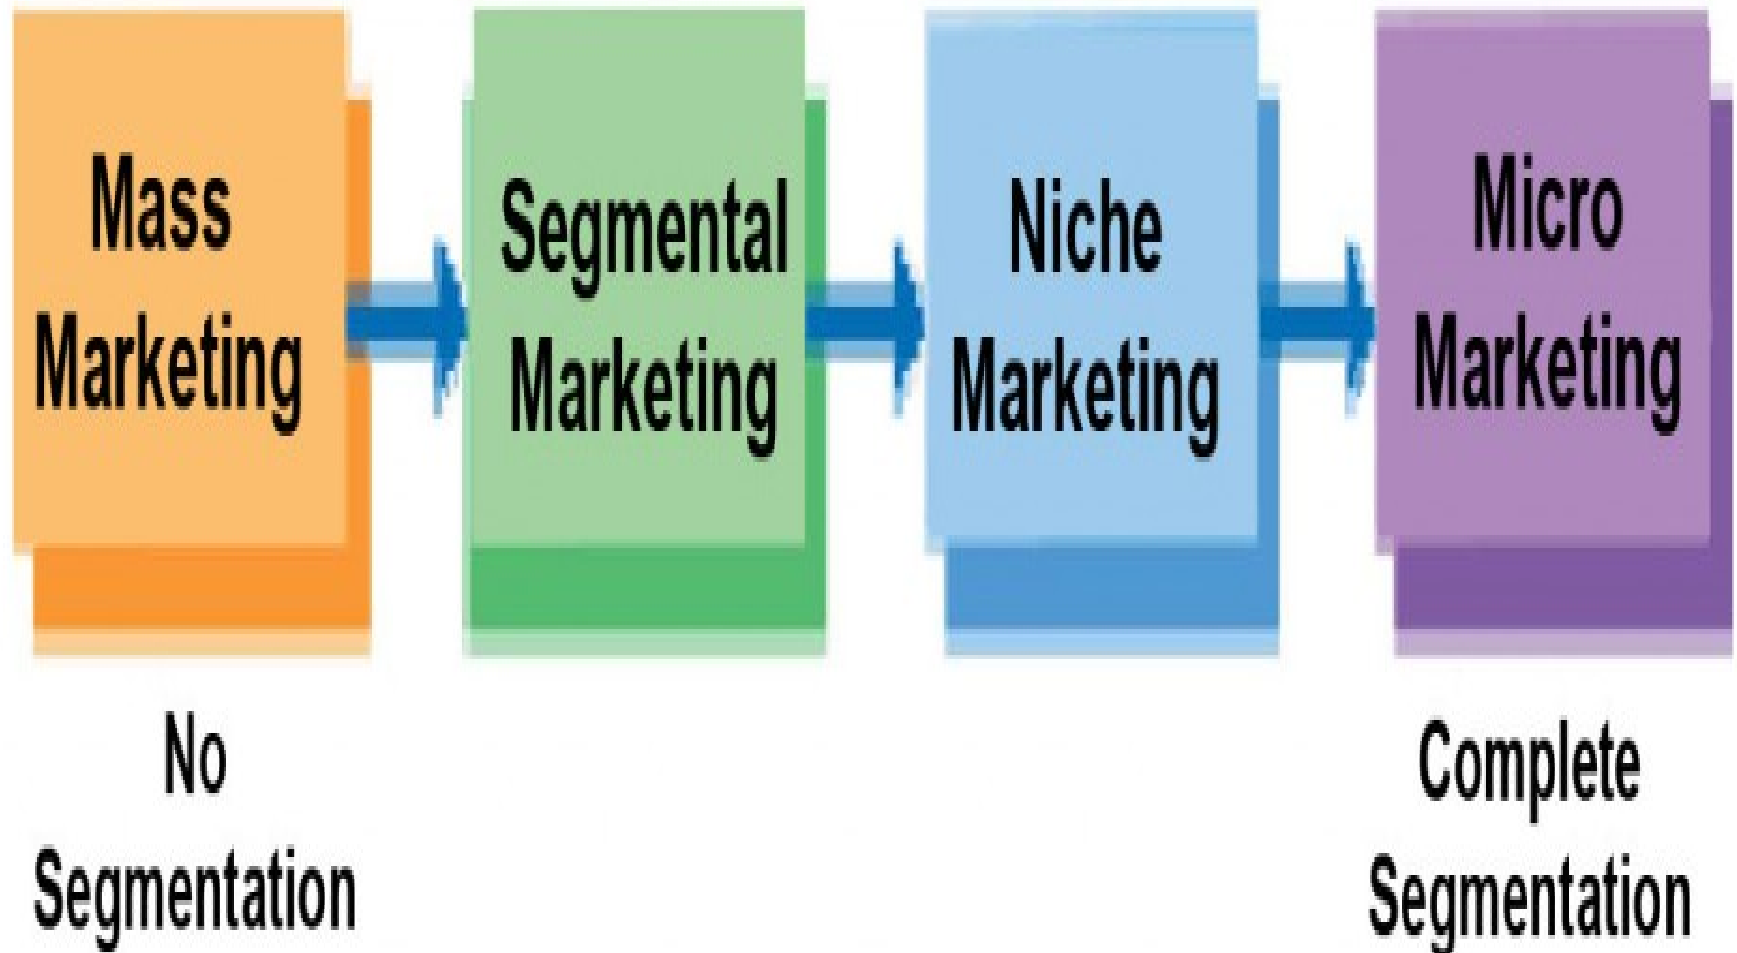 Mass
Marketing
Segmental
Marketing
Niche
Marketing
Micro
Marketing
No
Segmentation
Complete
Segmentation